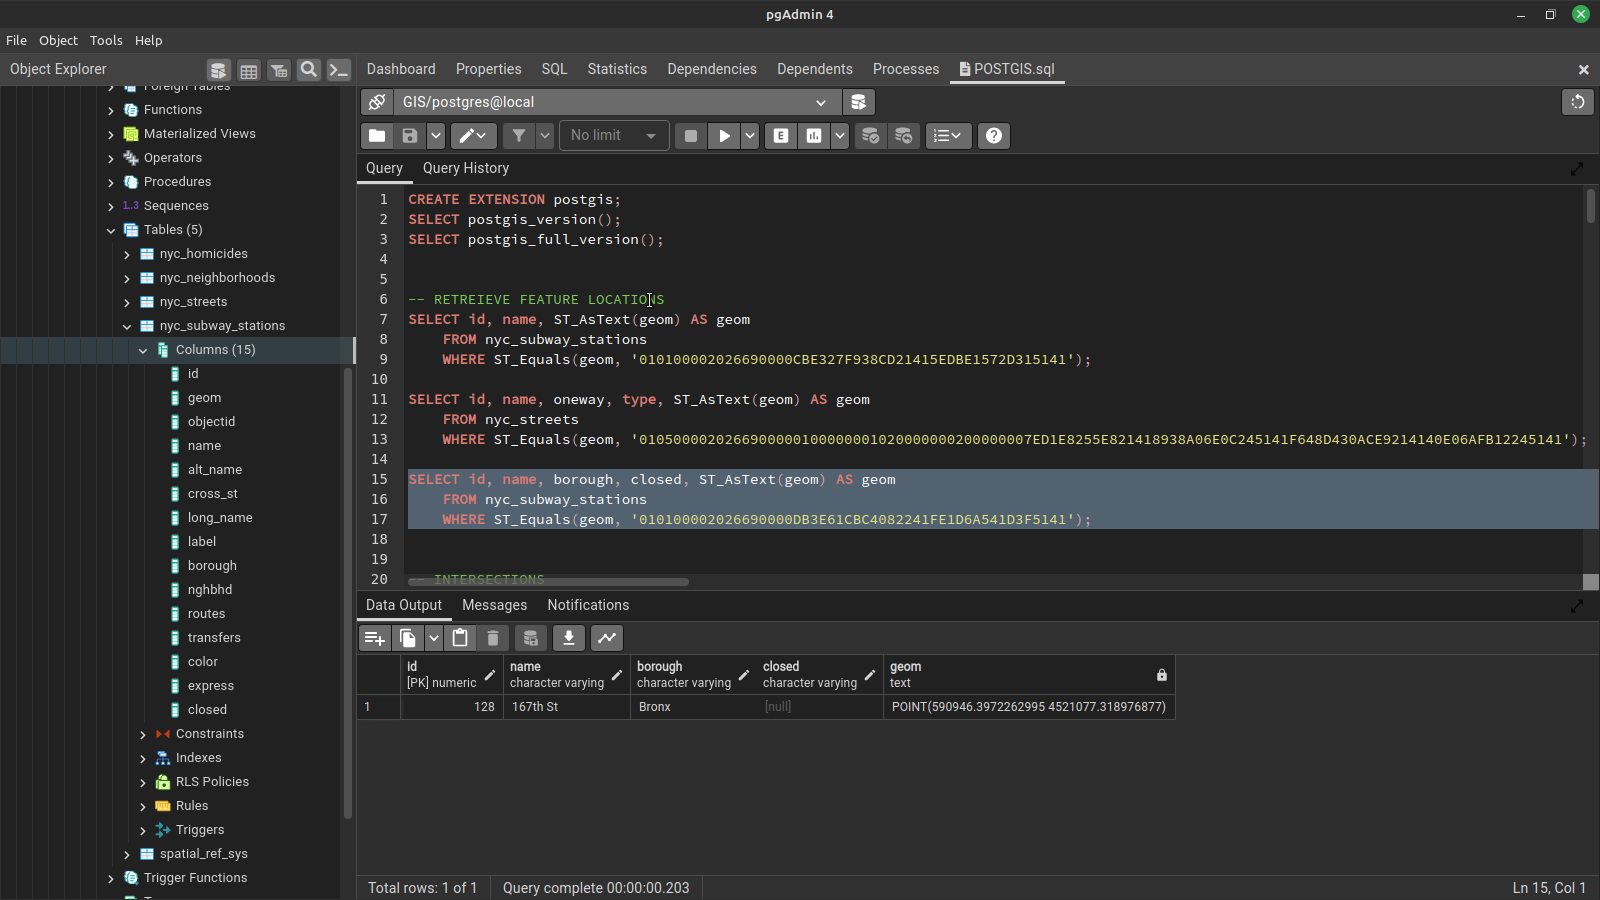 pgAdmin 4
File Object Tools Help
Object Explorer
Dashboard Properties SQL Statistics Dependencies Dependents Processes POSTGIS.sql
Foreign Tables
Functions
Materialized Views
Operators
Procedures
1.3 Sequences
Tables (5)
nyc_homicides
nyc_neighborhoods
nyc_streets
nyc_subway_stations
Columns (15)
id
geom
objectid
name
alt_name
cross_st
long_name
label
borough
nghbhd
routes
transfers
color
express
closed
Constraints
Indexes
RLS Policies
Rules
Triggers
spatial_ref_sys
Trigger Functions
GIS/postgres@local
No limit
E
Query Query History
1 CREATE EXTENSION postgis;
2 SELECT postgis_version();
3 SELECT postgis_full_version();
4
5
6 -- RETREIEVE FEATURE LOCATIONS
7 SELECT id, name, ST_AsText(geom) AS geom
8 FROM nyc_subway_stations
9 WHERE ST_Equals(geom, '0101000020266900000CBE327F938CD21415EDBE1572D315141');
10
11 SELECT id, name, oneway, type, ST_AsText(geom) AS geom
12 FROM nyc_streets
13 WHERE ST_Equals(geom, '0105000020266900000100000001020000000200000007ED1E8255E821418938A06E0C245141F648D430ACE9214140E06AFB12245141');
14
15 SELECT id, name, borough, closed, ST_AsText(geom) AS geom
16 FROM nyc_subway_stations
17 WHERE ST_Equals(geom, '010100002026690000DB3E61CBC4082241FE1D6A541D3F5141');
18
19
20 -- INTERSECTIONS
Data Output Messages Notifications
id name borough closed geom
[PK] numeric character varying character varying character varying text
1 128 167th St Bronx [null] POINT(590946.3972262995 4521077.318976877)
Total rows: 1 of 1 Query complete 00:00:00.203 Ln 15, Col 1